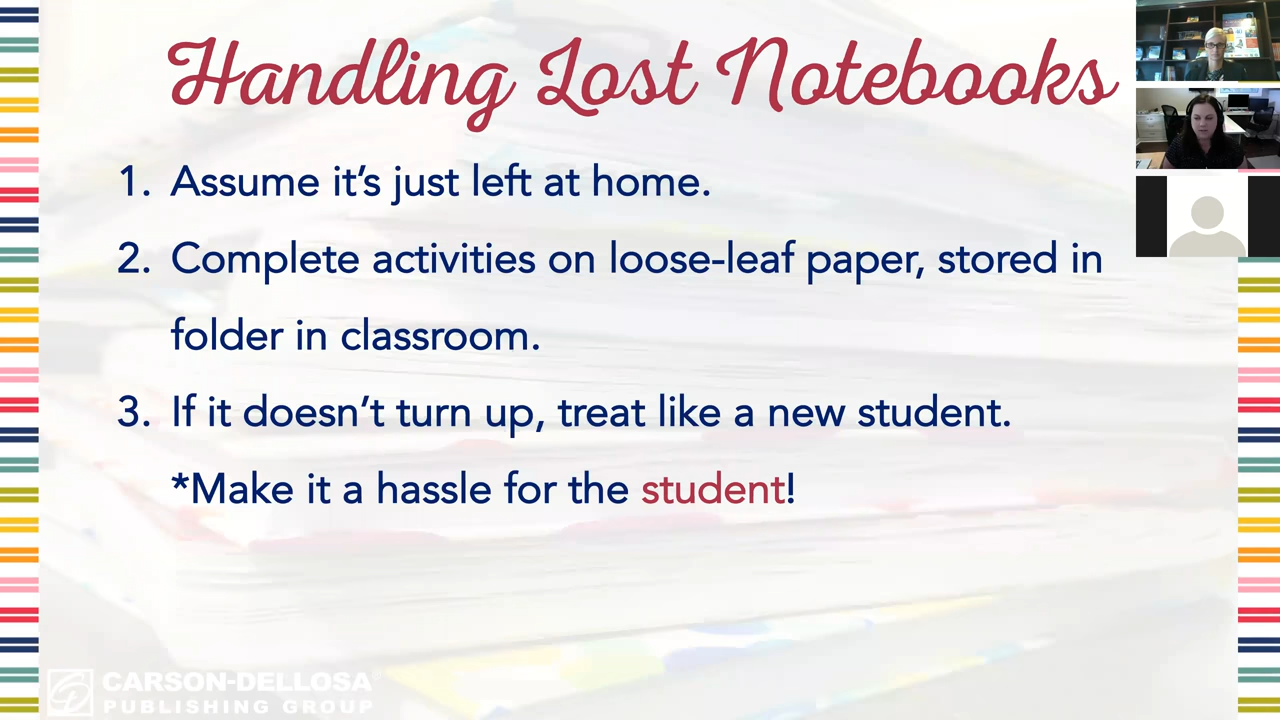 Handling Lost Notebooks
1. Assume it's just left at home.
2. Complete activities on loose-leaf paper, stored in
folder in classroom.
3. If it doesn't turn up, treat like a new student.
*Make it a hassle for the student!
CARSON-DELLOSA
PUBLISHING GROUP